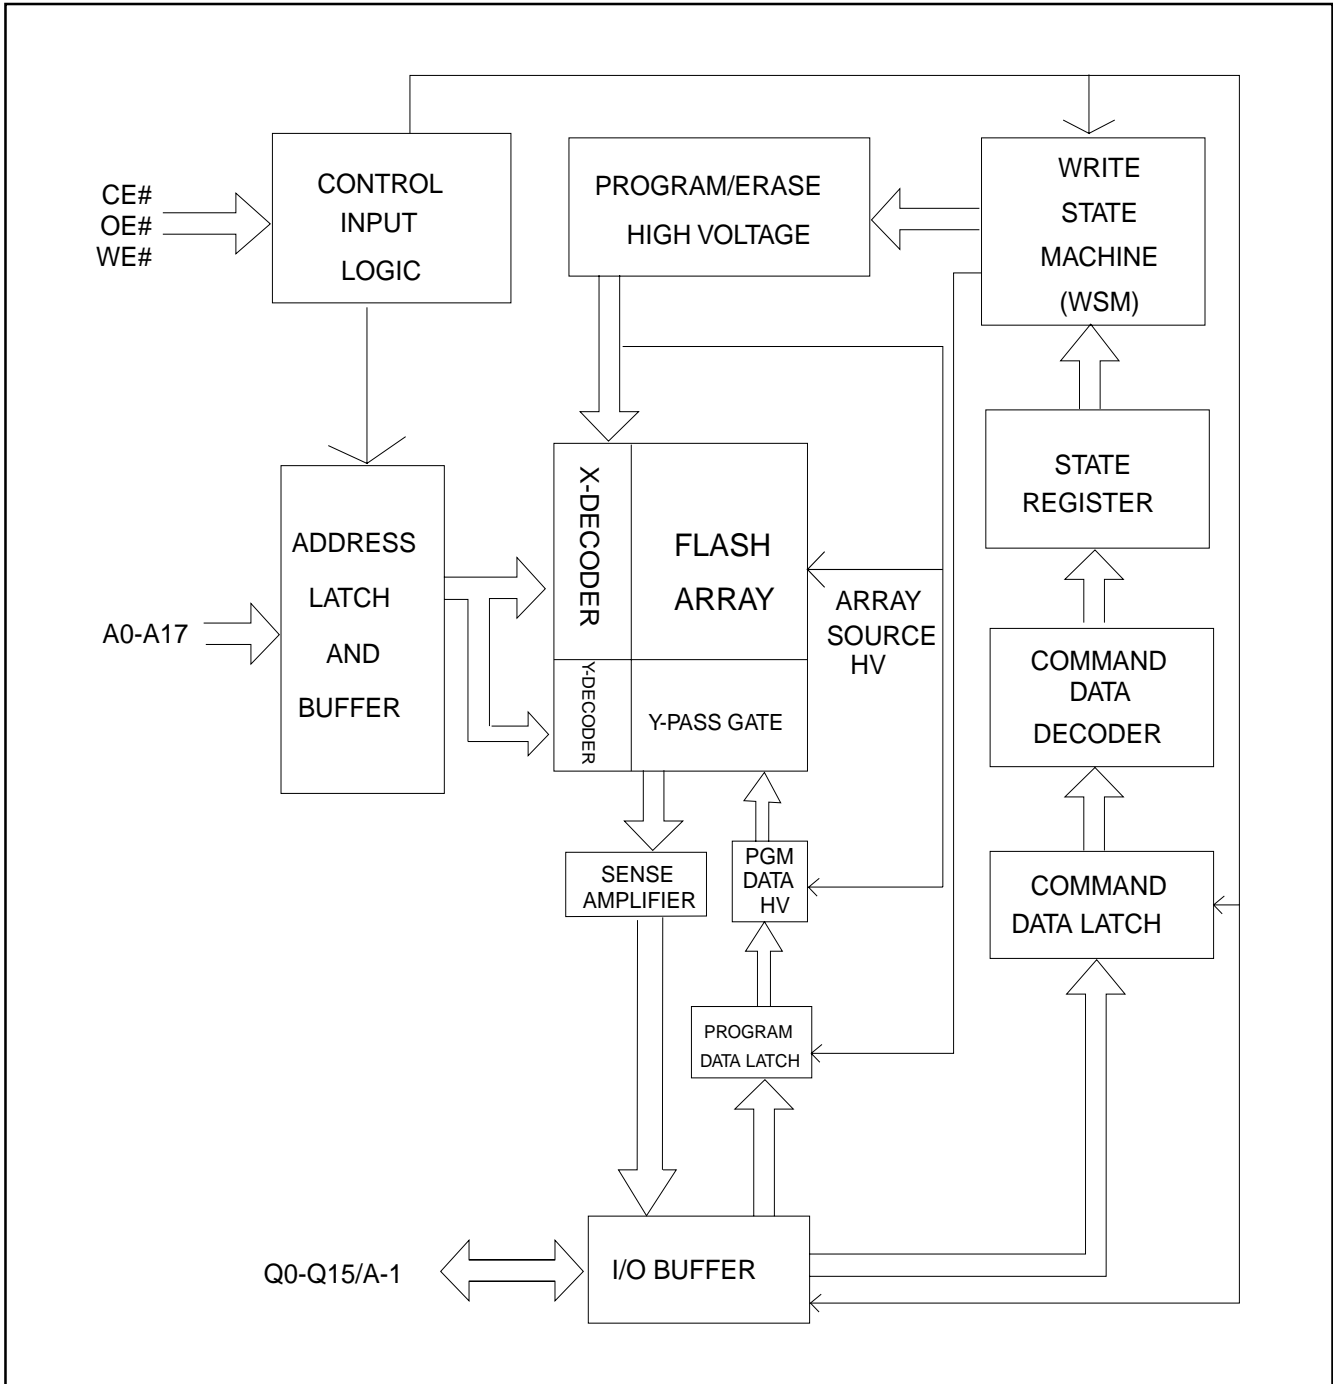 CONTROL
INPUT
LOGIC
PROGRAM/ERASE
HIGH VOLTAGE
WRITE
STATE
MACHINE
(WSM)
CE#
OE#
WE#
STATE
REGISTER
ADDRESS
LATCH
AND
BUFFER
A0-A17
X-DECODER
FLASH
ARRAY
ARRAY
SOURCE
HV
Y-DECODER
Y-PASS GATE
COMMAND
DATA
DECODER
SENSE
AMPLIFIER
PGM
DATA
HV
COMMAND
DATA LATCH
PROGRAM
DATA LATCH
Q0-Q15/A-1
I/O BUFFER